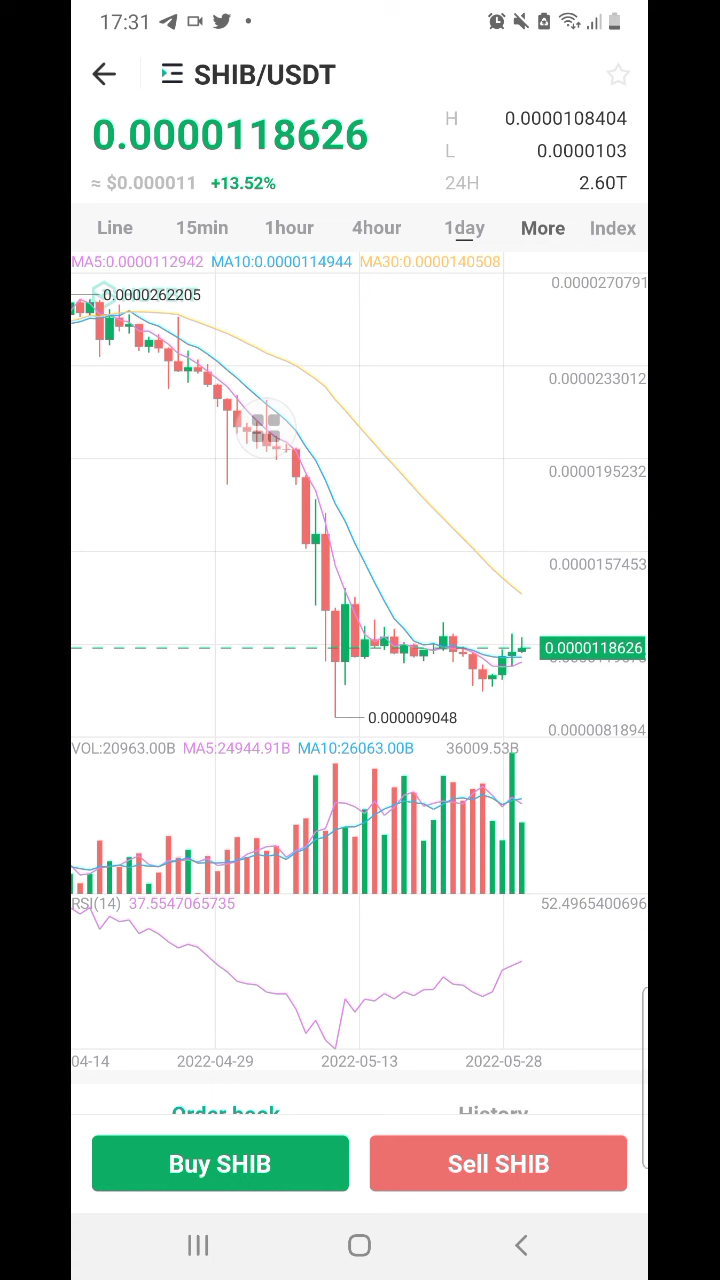 17:31
SHIB/USDT
0.0000118626
H 0.0000108404
L 0.0000103
≈ $0.000011 +13.52%
24H 2.60T
Line 15min 1hour 4hour 1day More Index
MA5:0.0000112942 MA10:0.0000114944 MA30:0.0000140508
0.0000270791
0.0000262205
0.0000233012
0.0000195232
0.0000157453
0.0000118626
0.000009048
0.0000081894
VOL:20963.00B MA5:24944.91B MA10:26063.00B 36009.53B
RSI(14) 37.5547065735 52.4965400696
04-14 2022-04-29 2022-05-13 2022-05-28
Order book History
Buy SHIB Sell SHIB